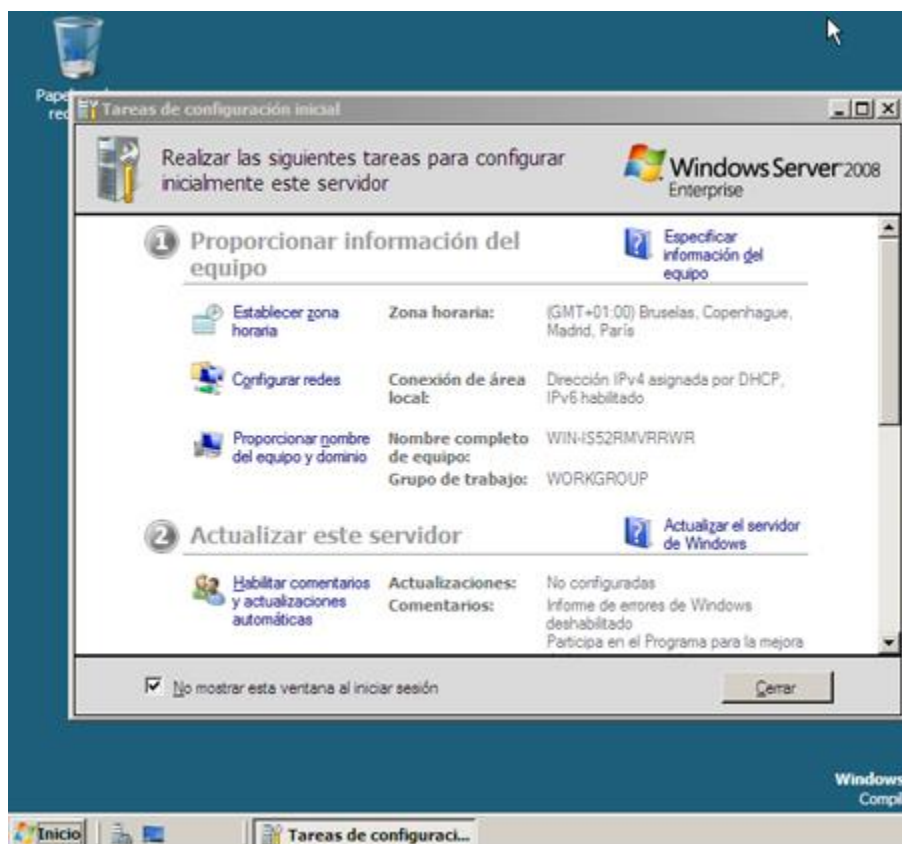 Tareas de configuración inicial
Realizar las siguientes tareas para configurar
inicialmente este servidor
Windows Server 2008
Enterprise
1 Proporcionar información del
equipo
Especificar
información del
equipo
Establecer zona
horaria
Zona horaria:
(GMT+01:00) Bruselas, Copenhague,
Madrid, París
Configurar redes
Conexión de área
local:
Dirección IPv4 asignada por DHCP,
IPv6 habilitado
Proporcionar nombre
del equipo y dominio
Nombre completo
de equipo:
WIN-IS52RMVRRWR
Grupo de trabajo:
WORKGROUP
2 Actualizar este servidor
Actualizar el servidor
de Windows
Habilitar comentarios
y actualizaciones
automáticas
Actualizaciones:
No configuradas
Comentarios:
Informe de errores de Windows
deshabilitado
Participa en el Programa para la mejora
No mostrar esta ventana al iniciar sesión
Cerrar
Windows
Inicio
Tareas de configuraci...